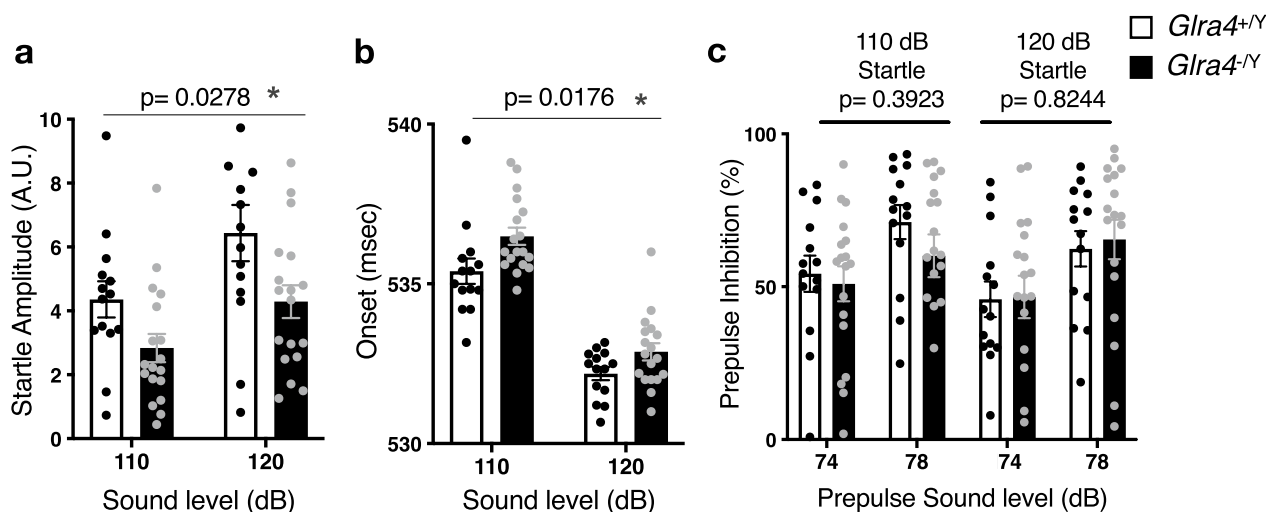 a
p= 0.0278 *
Startle Amplitude (A.U.)
10
8
6
4
2
0
110
120
Sound level (dB)
b
p= 0.0176 *
Onset (msec)
540
535
530
110
120
Sound level (dB)
c
110 dB
Startle
p= 0.3923
120 dB
Startle
p= 0.8244
Prepulse Inhibition (%)
100
50
0
74
78
74
78
Prepulse Sound level (dB)
Glra4+/Y
Glra4-/Y